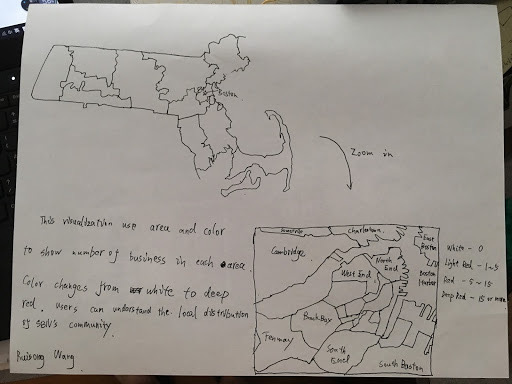 Boston
Zoom in
This visualization use area and color
to show number of business in each area.
Color changes from white to deep
red. Users can understand the local distribution
of SEIU's community.
Ruisong Wang
Somerville
Charlestown
East
Boston
Cambridge
North
End
West End
Boston
Harbor
Back Bay
Fenway
South
End
South Boston
White - 0
Light Red - 1~5
Red - 5~15
Deep Red - 15 or more